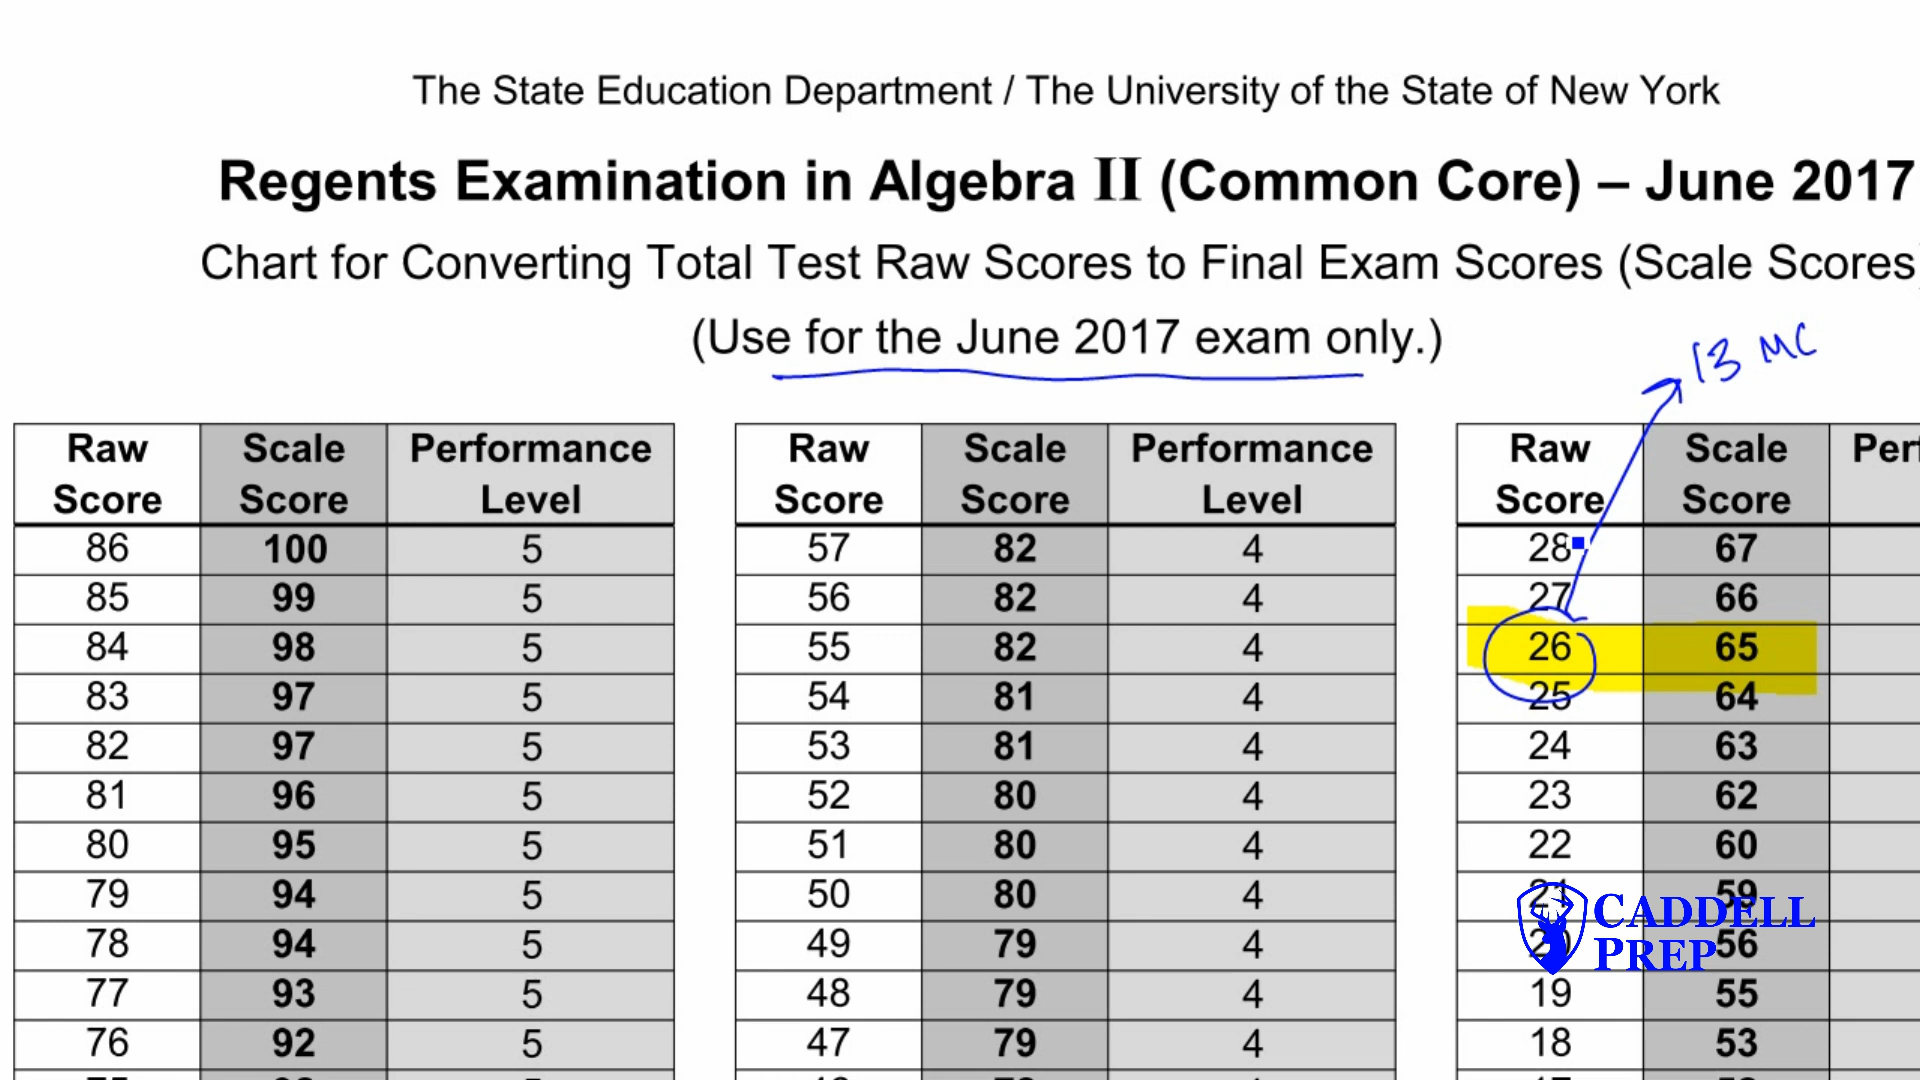 The State Education Department / The University of the State of New York
Regents Examination in Algebra II (Common Core) – June 2017
Chart for Converting Total Test Raw Scores to Final Exam Scores (Scale Scores)
(Use for the June 2017 exam only.)
13 MC
Raw Score Scale Score Performance Level Raw Score Scale Score Performance Level Raw Score Scale Score
86 100 5 57 82 4 28 67
85 99 5 56 82 4 27 66
84 98 5 55 82 4 26 65
83 97 5 54 81 4 25 64
82 97 5 53 81 4 24 63
81 96 5 52 80 4 23 62
80 95 5 51 80 4 22 60
79 94 5 50 80 4 21 59
78 94 5 49 79 4 20 56
77 93 5 48 79 4 19 55
76 92 5 47 79 4 18 53
CADDELL
PREP